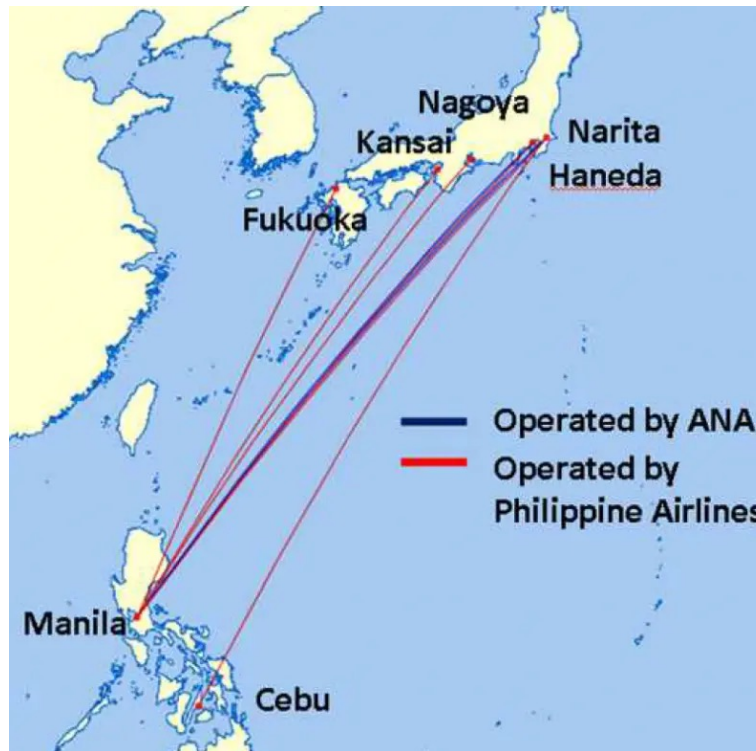 Nagoya
Narita
Kansai
Haneda
Fukuoka
Operated by ANA
Operated by
Philippine Airlines
Manila
Cebu